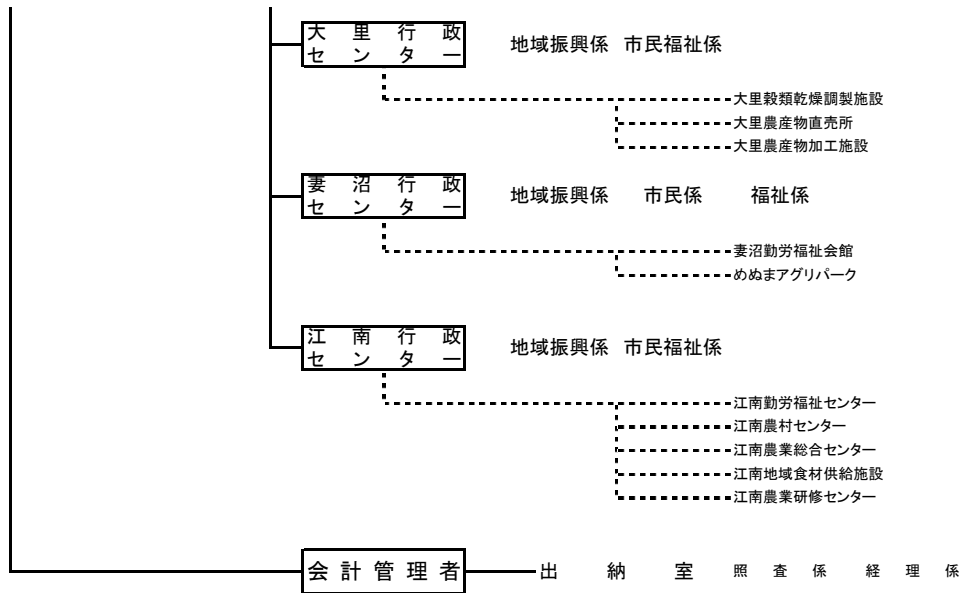 大里行政
センター
地域振興係 市民福祉係
大里穀類乾燥調製施設
大里農産物直売所
大里農産物加工施設
妻沼行政
センター
地域振興係 市民係 福祉係
妻沼勤労福祉会館
めぬまアグリパーク
江南行政
センター
地域振興係 市民福祉係
江南勤労福祉センター
江南農村センター
江南農業総合センター
江南地域食材供給施設
江南農業研修センター
会計管理者 出納室 照査係 経理係